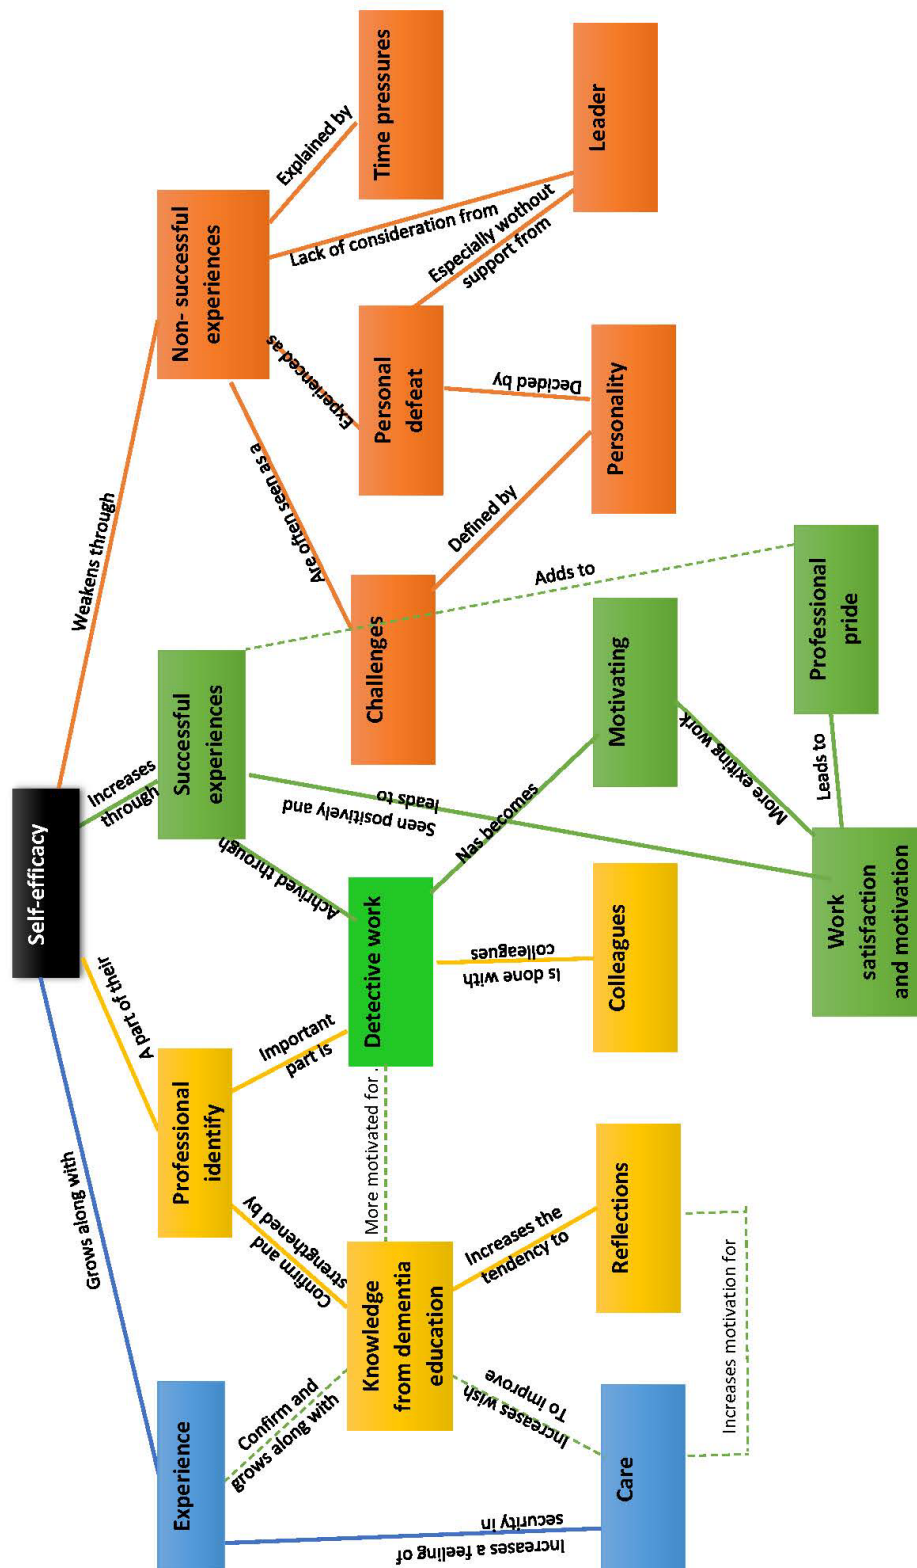 Self-efficacy
Grows along with
A part of their
Increases
through
Weakens through
Experience
Professional
identify
Successful
experiences
Non- successful
experiences
Confirm and
grows along with
Confirm and
strengthened by
Important
part is
Achrived through
Seen positively and
leads to
Are often seen as a
Experienced as
Lack of consideration from
Explained by
Knowledge
from dementia
education
More motivated for .
Detective work
Challenges
Personal
defeat
Time pressures
Increases a feeling of
security in
Increases wish
To improve
Increases the
tendency to
Is done with
colleagues
Nas becomes
Adds to
Defined by
Decided by
Especially wothout
support from
Care
Reflections
Colleagues
Motivating
Personality
Leader
Increases motivation for
More exiting work
Leads to
Work
satisfaction
and motivation
Professional
pride